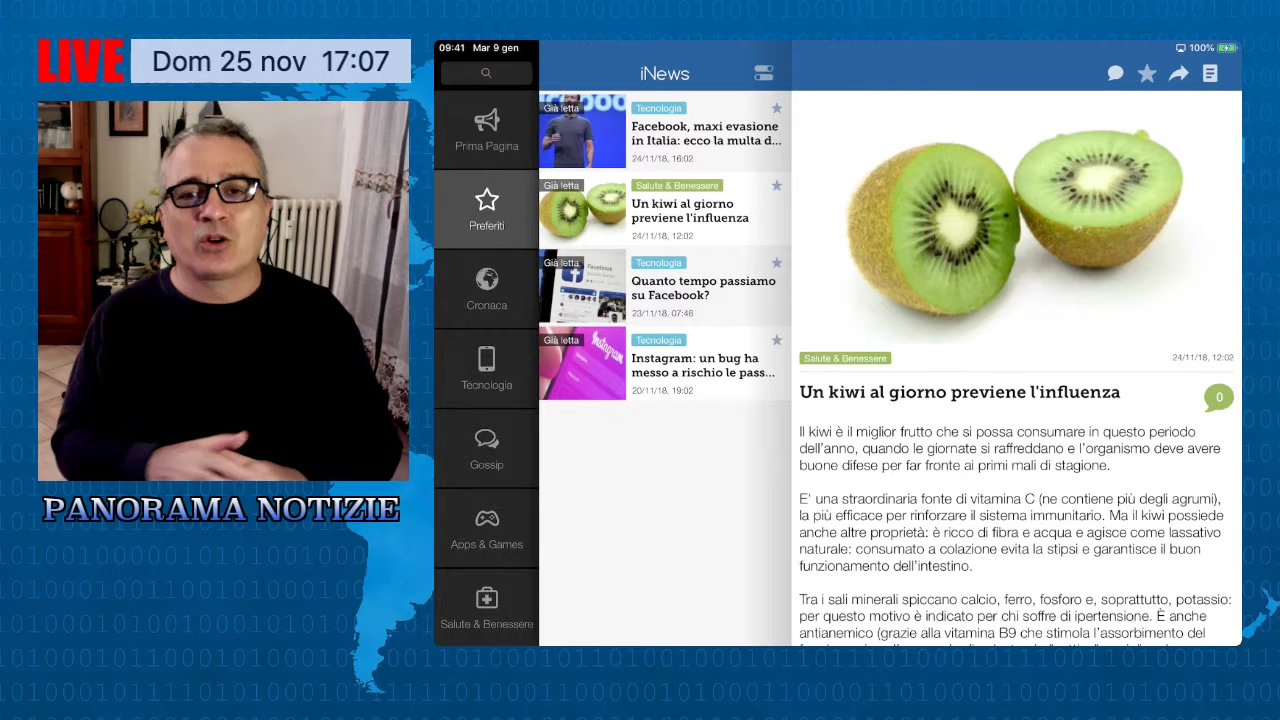 LIVE
Dom 25 nov 17:07
PANORAMA NOTIZIE
09:41 Mar 9 gen
100%
iNews
Prima Pagina
Preferiti
Cronaca
Tecnologia
Gossip
Apps & Games
Salute & Benessere
Già letta
Tecnologia
Facebook, maxi evasione
in Italia: ecco la multa d...
24/11/18, 16:02
Già letta
Salute & Benessere
Un kiwi al giorno
previene l'influenza
24/11/18, 12:02
Già letta
Tecnologia
Quanto tempo passiamo
su Facebook?
23/11/18, 07:48
Già letta
Tecnologia
Instagram: un bug ha
messo a rischio le pass...
20/11/18, 19:02
Facebook
Instagram
Salute & Benessere
24/11/18, 12:02
Un kiwi al giorno previene l'influenza
0
Il kiwi è il miglior frutto che si possa consumare in questo periodo
dell'anno, quando le giornate si raffreddano e l'organismo deve avere
buone difese per far fronte ai primi mali di stagione.
E' una straordinaria fonte di vitamina C (ne contiene più degli agrumi),
la più efficace per rinforzare il sistema immunitario. Ma il kiwi possiede
anche altre proprietà: è ricco di fibra e acqua e agisce come lassativo
naturale: consumato a colazione evita la stipsi e garantisce il buon
funzionamento dell'intestino.
Tra i sali minerali spiccano calcio, ferro, fosforo e, soprattutto, potassio:
per questo motivo è indicato per chi soffre di ipertensione. È anche
antianemico (grazie alla vitamina B9 che stimola l'assorbimento del